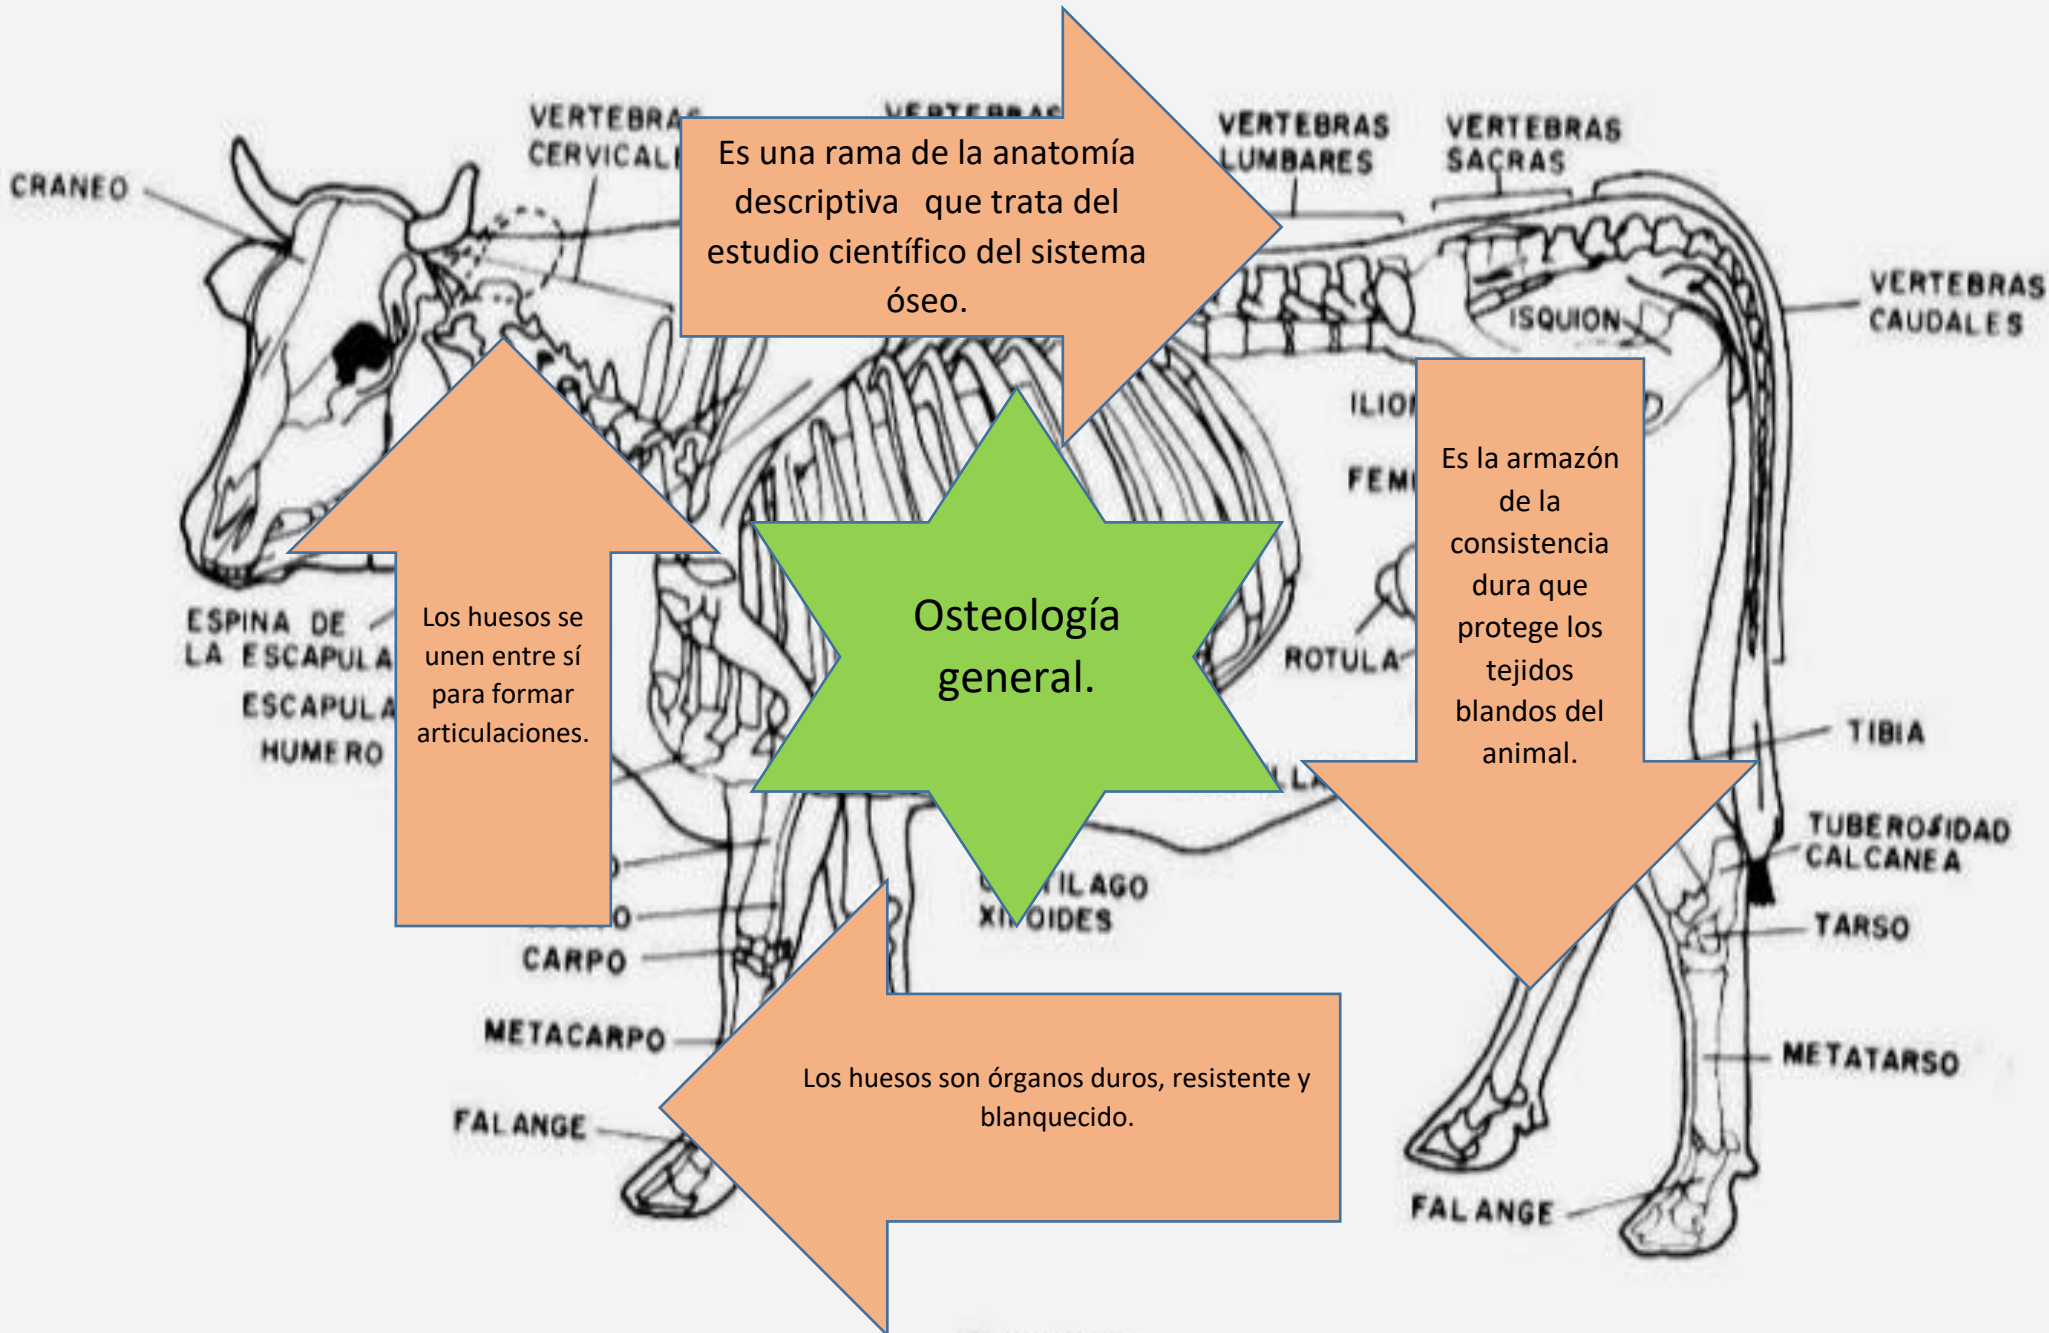 VERTEBRAS
LUMBARES
VERTEBRAS
SACRAS
CRANEO
Es una rama de la anatomía
descriptiva que trata del
estudio científico del sistema
óseo.
VERTEBRAS
CAUDALES
ISQUION
Es la armazón
de la
consistencia
dura que
protege los
tejidos
blandos del
animal.
Osteología
general.
Los huesos se
unen entre sí
para formar
articulaciones.
ESPINA DE
LA ESCAPULA
ESCAPULA
HUMERO
ROTULA
TIBIA
TUBEROSIDAD
CALCANEA
TARSO
XIFOIDES
CARPO
METACARPO
METATARSO
Los huesos son órganos duros, resistente y
blanquecido.
FALANGE
FALANGE